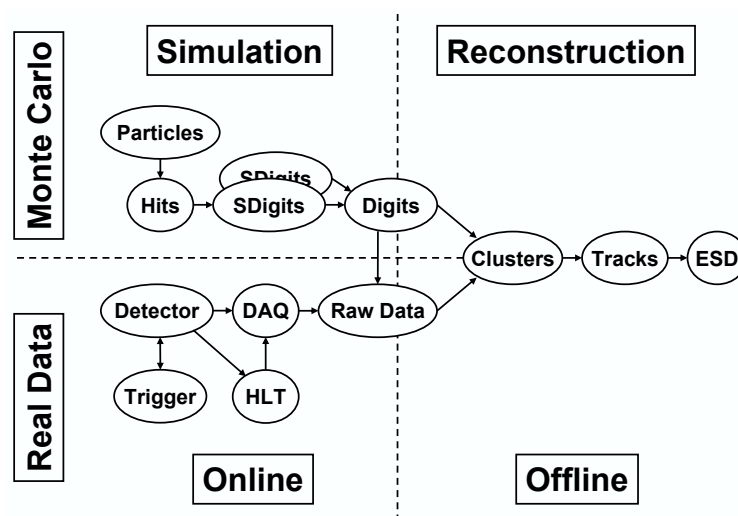 Simulation
Reconstruction
Monte Carlo
Particles
SDigits
Hits
SDigits
Digits
Clusters
Tracks
ESD
Real Data
Detector
DAQ
Raw Data
Trigger
HLT
Online
Offline